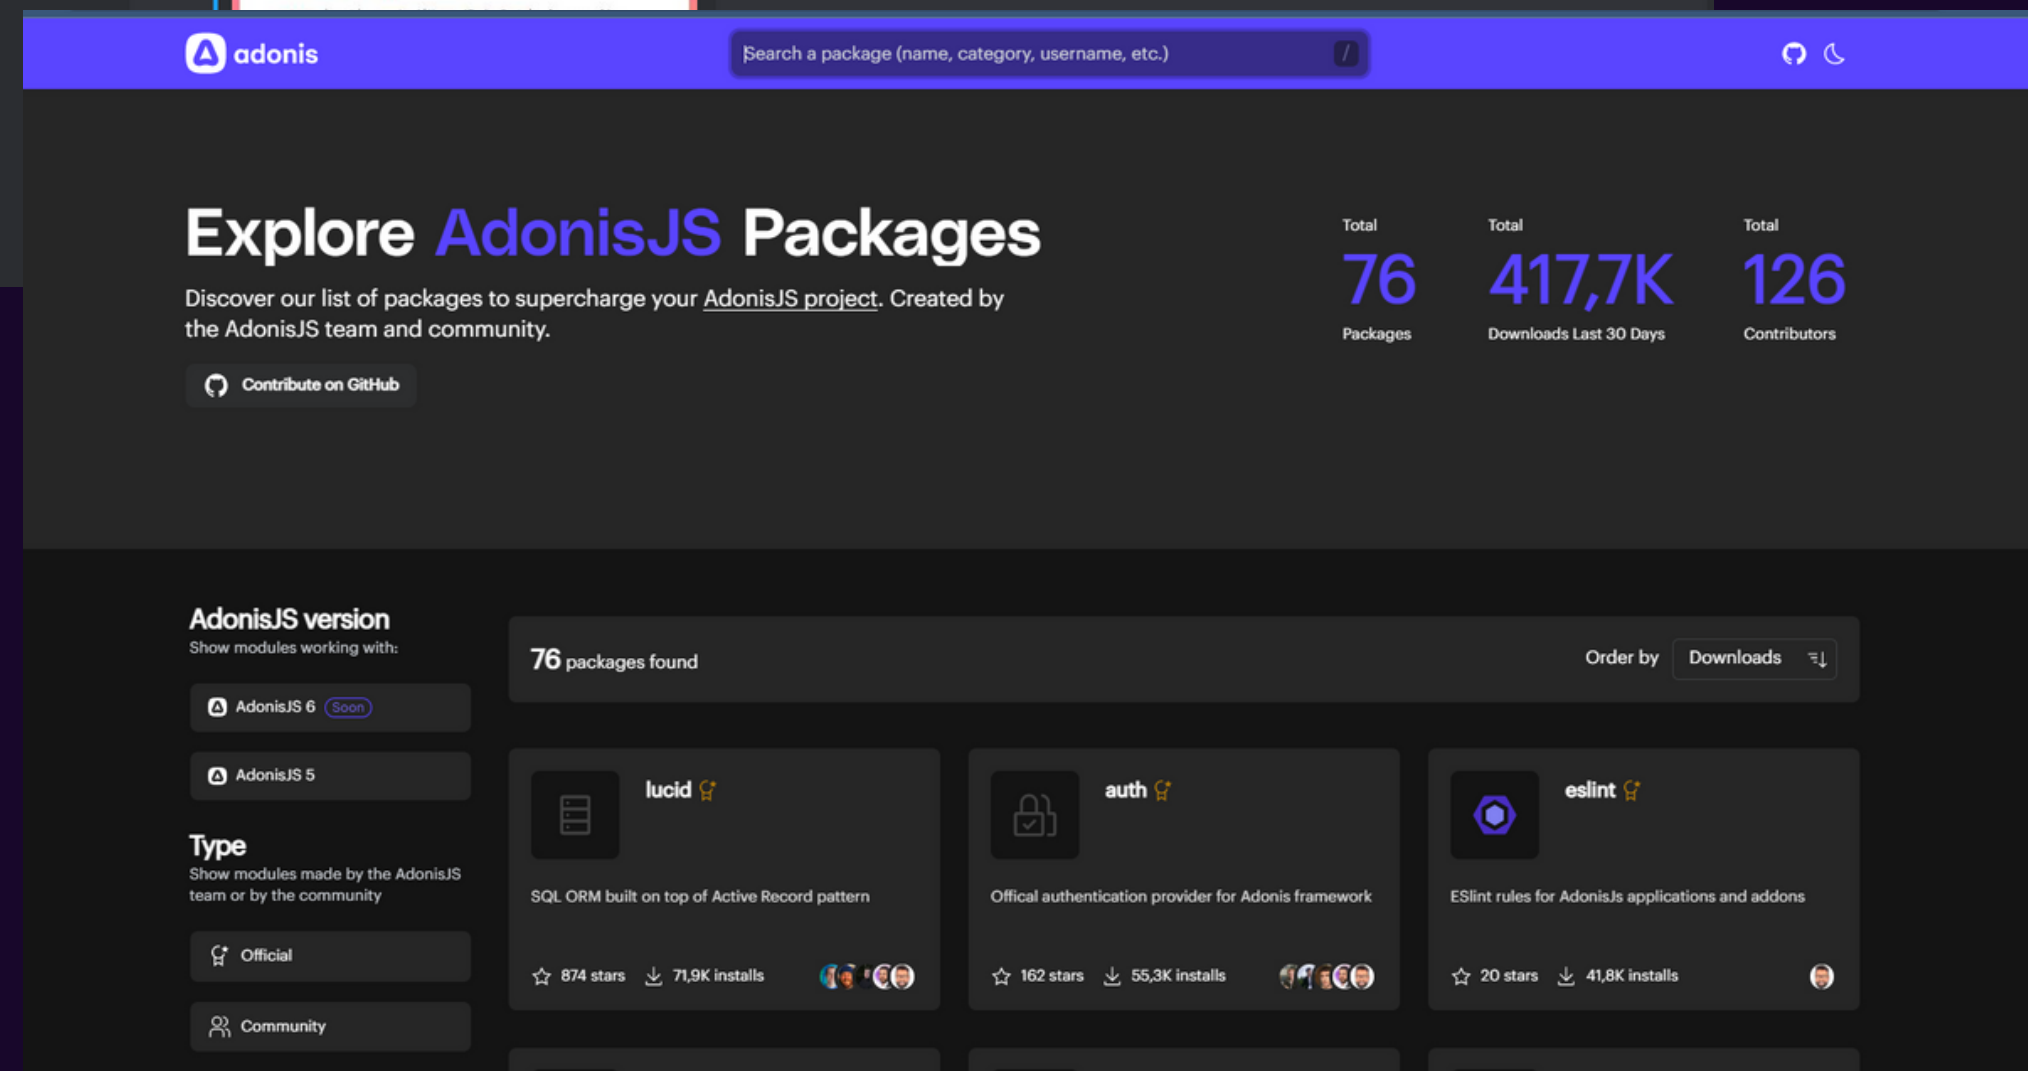 adonis
Search a package (name, category, username, etc.)
/
Explore AdonisJS Packages
Discover our list of packages to supercharge your AdonisJS project. Created by
the AdonisJS team and community.
Contribute on GitHub
Total
76
Packages
Total
417,7K
Downloads Last 30 Days
Total
126
Contributors
AdonisJS version
Show modules working with:
AdonisJS 6 Soon
AdonisJS 5
Type
Show modules made by the AdonisJS
team or by the community
Official
Community
76 packages found
Order by Downloads
lucid
SQL ORM built on top of Active Record pattern
874 stars 71,9K installs
auth
Offical authentication provider for Adonis framework
162 stars 55,3K installs
eslint
ESlint rules for AdonisJs applications and addons
20 stars 41,8K installs